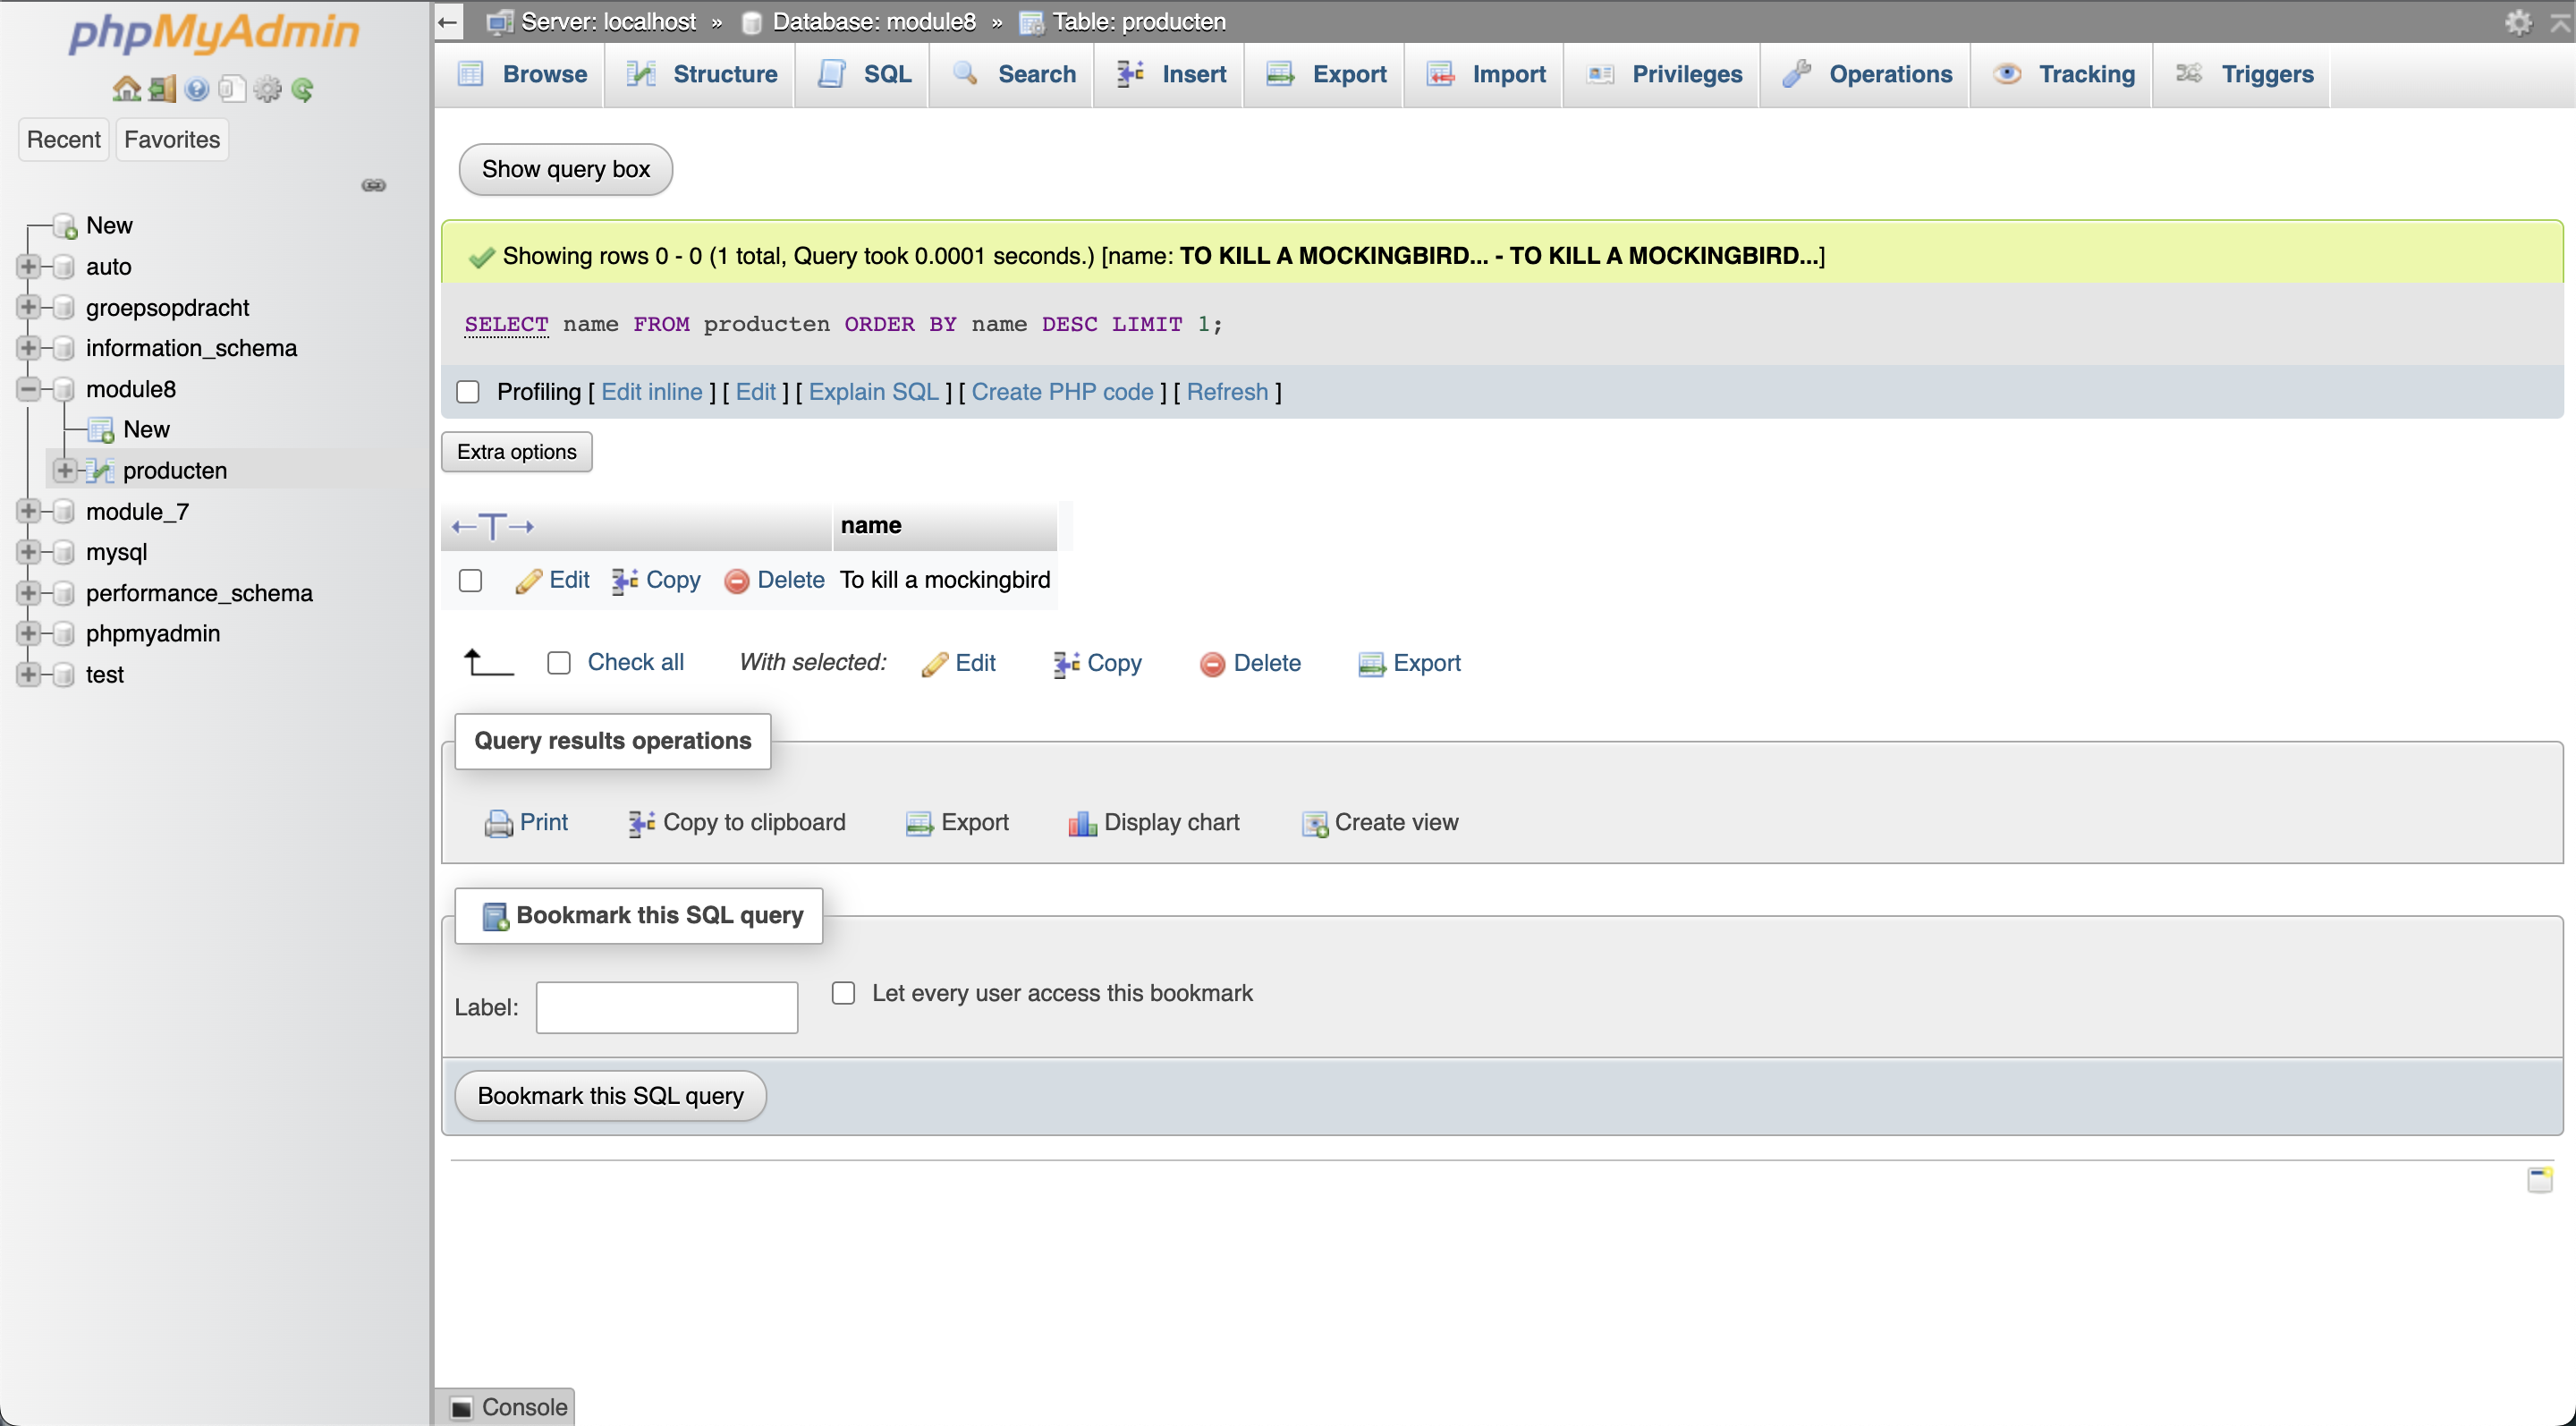 phpMyAdmin
Recent Favorites
New
auto
groepsopdracht
information_schema
module8
New
producten
module_7
mysql
performance_schema
phpmyadmin
test
Server: localhost » Database: module8 » Table: producten
Browse Structure SQL Search Insert Export Import Privileges Operations Tracking Triggers
Show query box
Showing rows 0 - 0 (1 total, Query took 0.0001 seconds.) [name: TO KILL A MOCKINGBIRD... - TO KILL A MOCKINGBIRD...]
SELECT name FROM producten ORDER BY name DESC LIMIT 1;
Profiling [ Edit inline ] [ Edit ] [ Explain SQL ] [ Create PHP code ] [ Refresh ]
Extra options
←T→ name
Edit Copy Delete To kill a mockingbird
Check all With selected: Edit Copy Delete Export
Query results operations
Print Copy to clipboard Export Display chart Create view
Bookmark this SQL query
Label: Let every user access this bookmark
Bookmark this SQL query
Console